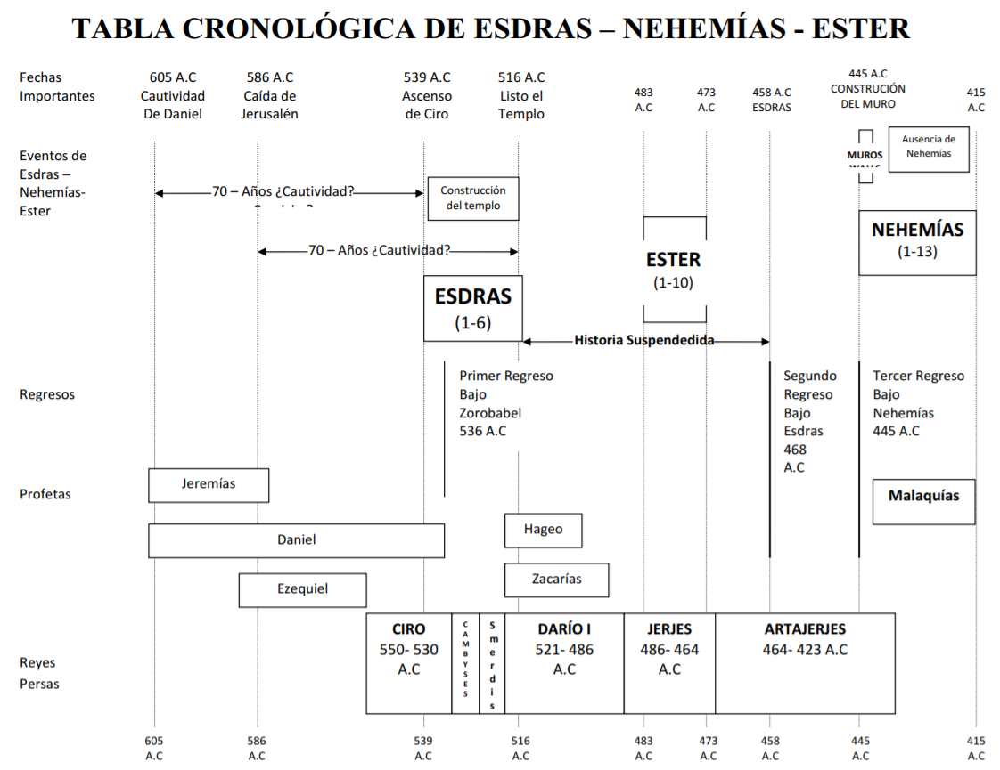 TABLA CRONOLÓGICA DE ESDRAS – NEHEMÍAS - ESTER
Fechas
Importantes
605 A.C
Cautividad
De Daniel
586 A.C
Caída de
Jerusalén
539 A.C
Ascenso
de Ciro
516 A.C
Listo el
Templo
483
A.C
473
A.C
458 A.C
ESDRAS
445 A.C
CONSTRUCIÓN
DEL MURO
415
A.C
Eventos de
Esdras –
Nehemías-
Ester
70 – Años ¿Cautividad?
Construcción
del templo
MUROS
Ausencia de
Nehemías
70 – Años ¿Cautividad?
ESDRAS
(1-6)
ESTER
(1-10)
NEHEMÍAS
(1-13)
Historia Suspendedida
Regresos
Primer Regreso
Bajo
Zorobabel
536 A.C
Segundo
Regreso
Bajo
Esdras
468
A.C
Tercer Regreso
Bajo
Nehemías
445 A.C
Profetas
Jeremías
Daniel
Ezequiel
Hageo
Zacarías
Malaquías
Reyes
Persas
CIRO
550- 530
A.C
CAMBYSES
Smerdis
DARÍO I
521- 486
A.C
JERJES
486- 464
A.C
ARTAJERJES
464- 423 A.C
605
A.C
586
A.C
539
A.C
516
A.C
483
A.C
473
A.C
458
A.C
445
A.C
415
A.C